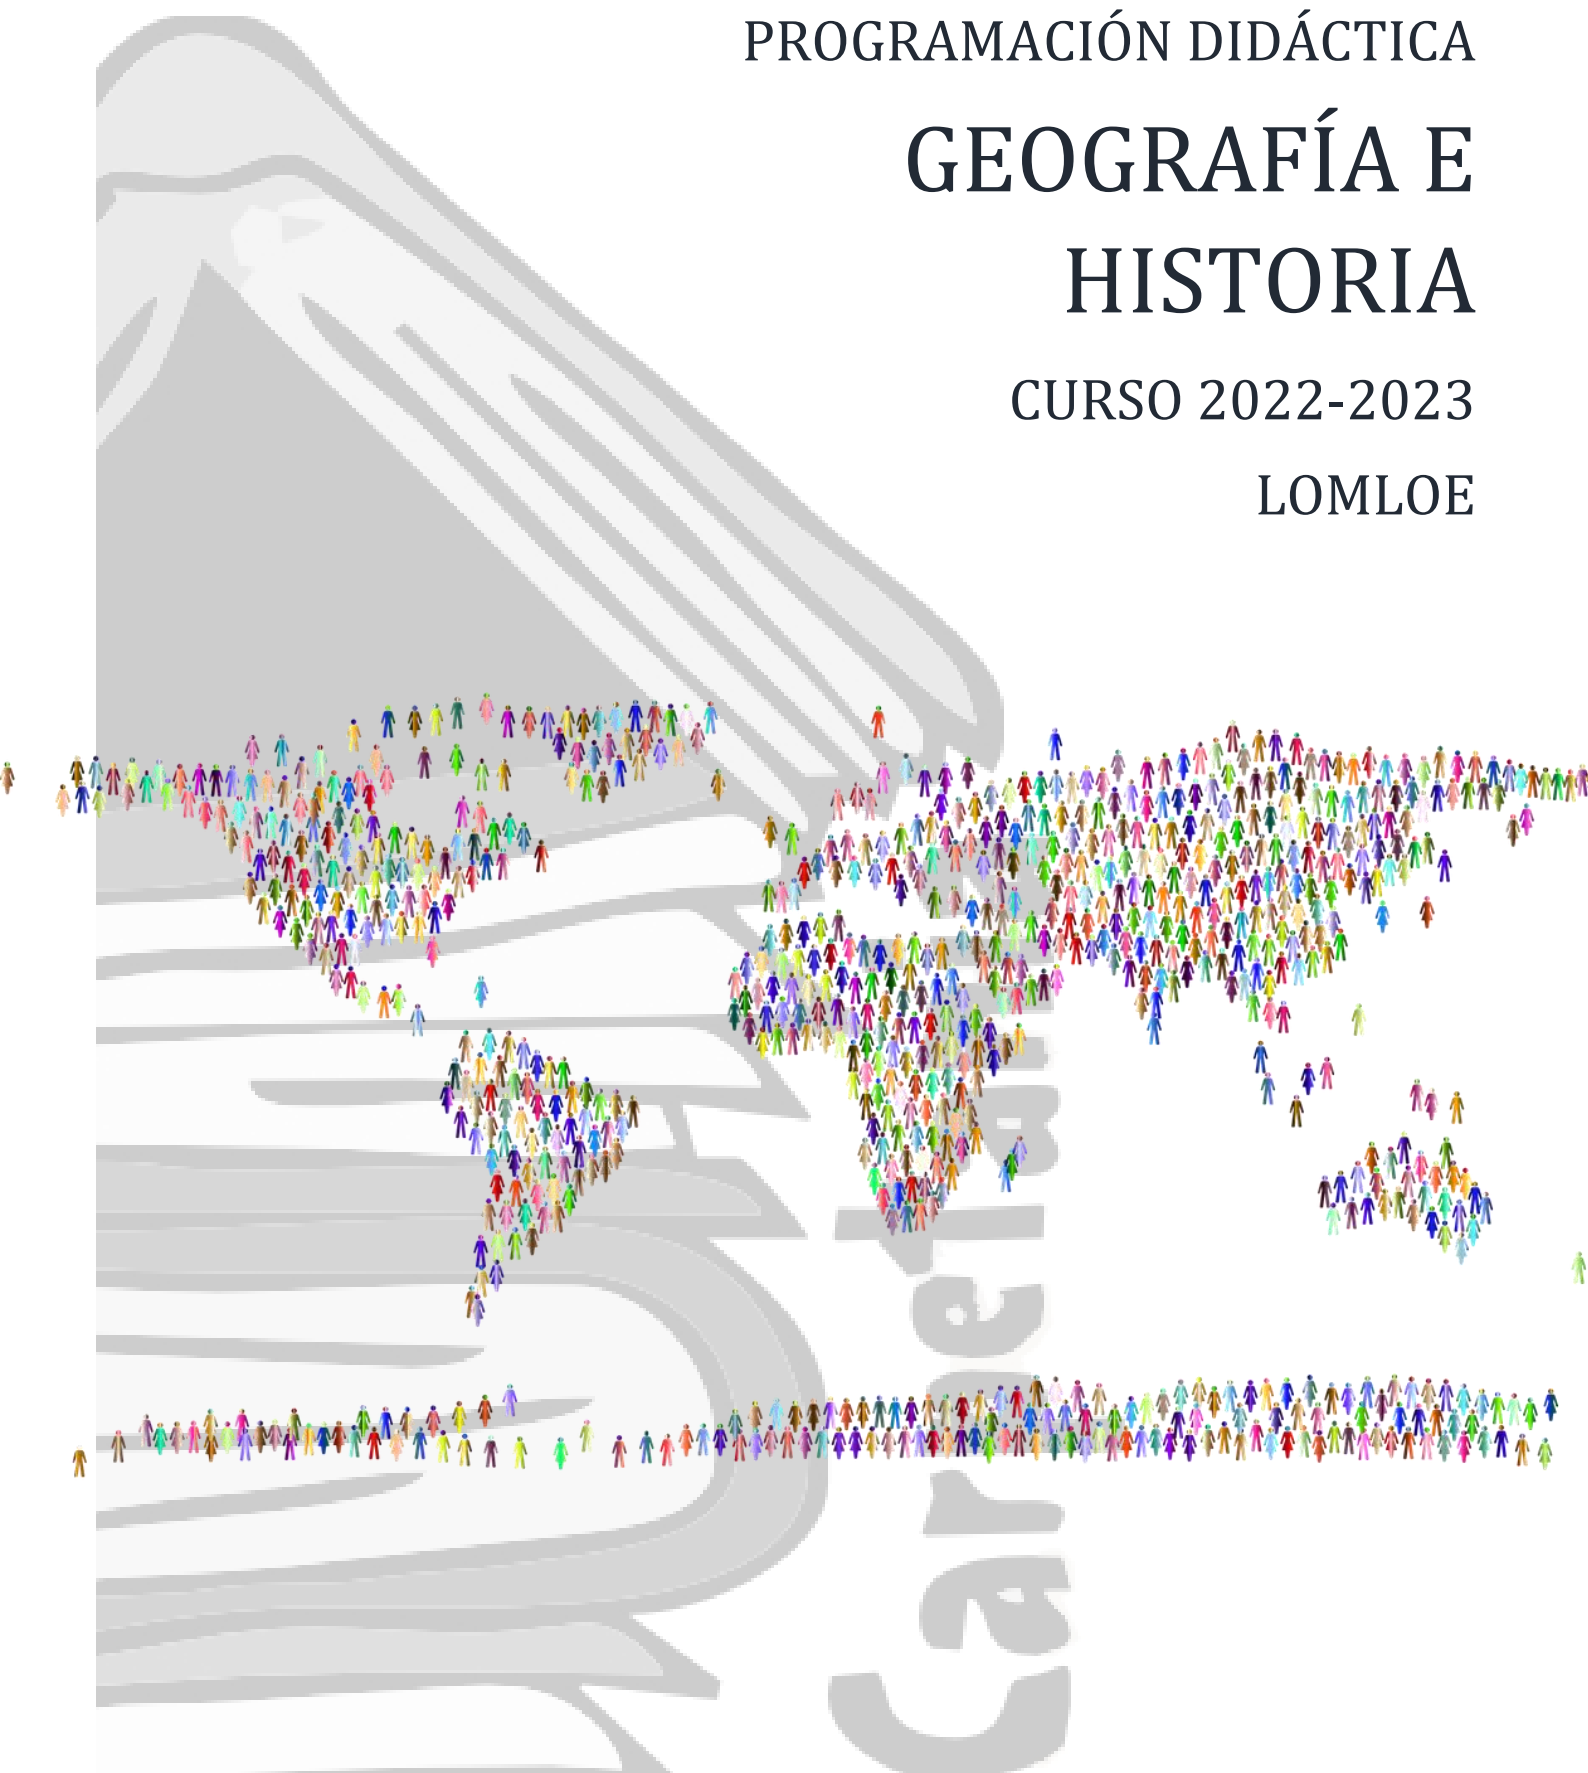 PROGRAMACIÓN DIDÁCTICA
GEOGRAFÍA E
HISTORIA
CURSO 2022-2023
LOMLOE